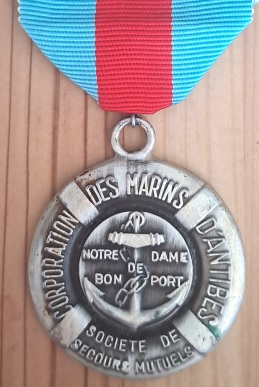 CORPORATION DES MARINS D'ANTIBES
NOTRE DAME
DE
BON PORT
SOCIETE DE
SECOURS MUTUELS